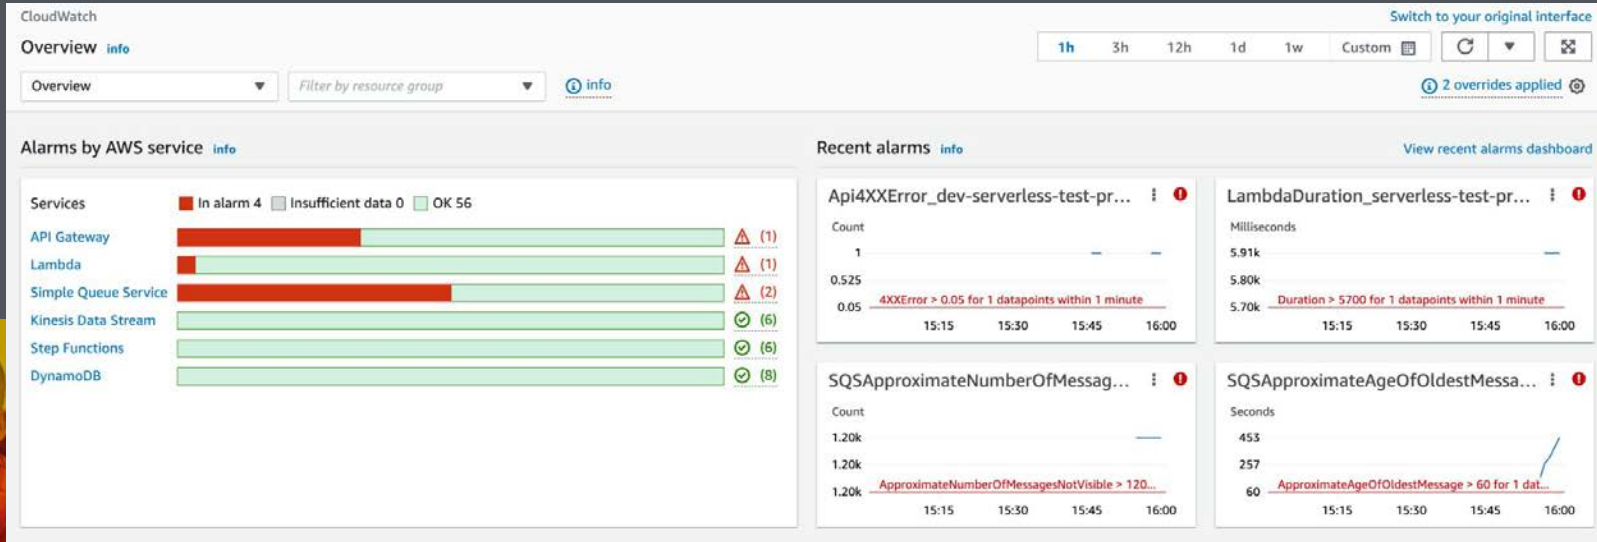 CloudWatch
Switch to your original interface
Overview info
1h 3h 12h 1d 1w Custom
Overview
Filter by resource group
info
2 overrides applied
Alarms by AWS service info
Services
In alarm 4 Insufficient data 0 OK 56
API Gateway (1)
Lambda (1)
Simple Queue Service (2)
Kinesis Data Stream (6)
Step Functions (6)
DynamoDB (8)
Recent alarms info
View recent alarms dashboard
Api4XXError_dev-serverless-test-pr...
Count
1
0.525
0.05
4XXError > 0.05 for 1 datapoints within 1 minute
15:15 15:30 15:45 16:00
LambdaDuration_serverless-test-pr...
Milliseconds
5.91k
5.80k
5.70k
Duration > 5700 for 1 datapoints within 1 minute
15:15 15:30 15:45 16:00
SQSApproximateNumberOfMessag...
Count
1.20k
1.20k
1.20k
ApproximateNumberOfMessagesNotVisible > 120...
15:15 15:30 15:45 16:00
SQSApproximateAgeOfOldestMessa...
Seconds
453
257
60
ApproximateAgeOfOldestMessage > 60 for 1 dat...
15:15 15:30 15:45 16:00